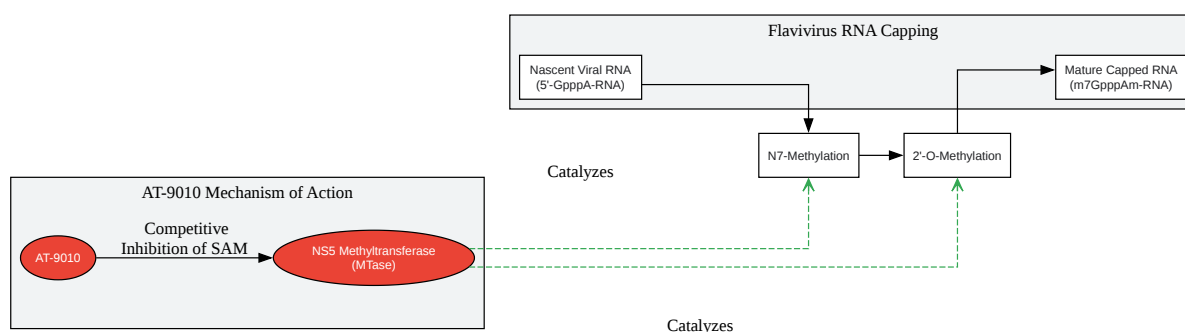 Flavivirus RNA Capping
Nascent Viral RNA
(5'-GpppA-RNA)
Mature Capped RNA
(m7GpppAm-RNA)
N7-Methylation
2'-O-Methylation
Catalyzes
AT-9010 Mechanism of Action
Competitive
Inhibition of SAM
AT-9010
NS5 Methyltransferase
(MTase)
Catalyzes